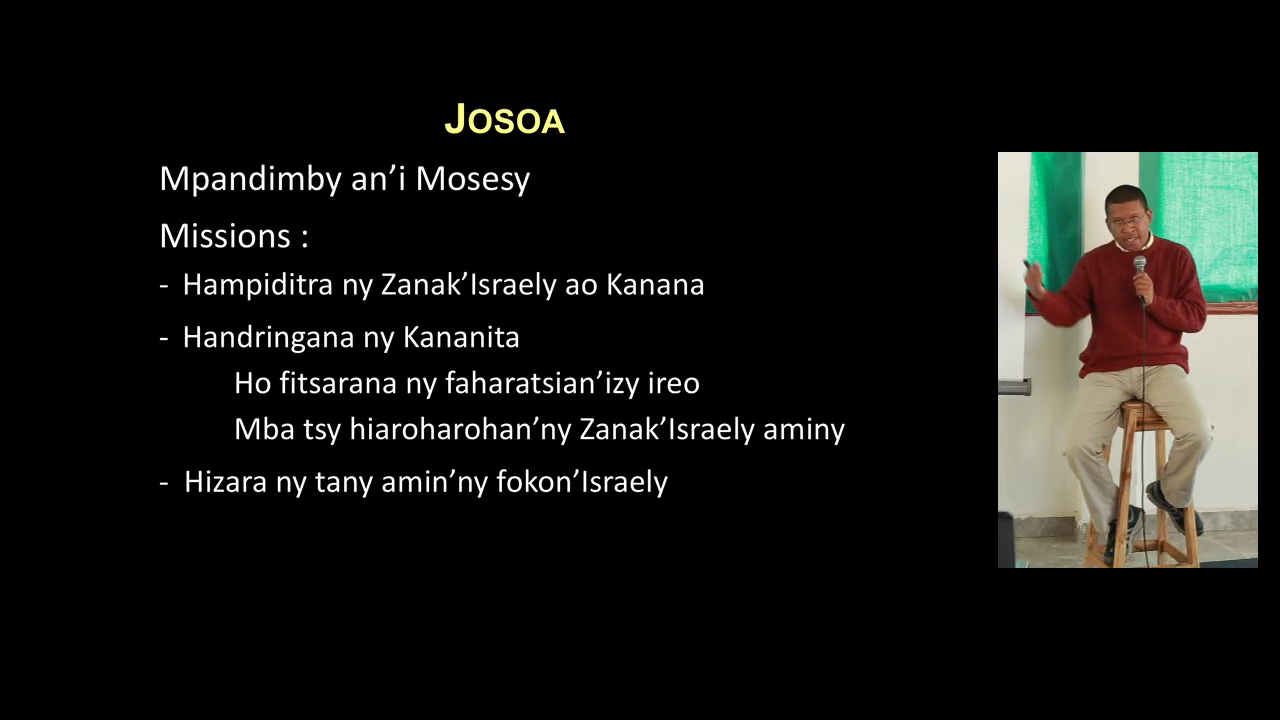 JOSOA
Mpandimby an’i Mosesy
Missions :
- Hampiditra ny Zanak’Israely ao Kanana
- Handringana ny Kananita
Ho fitsarana ny faharatsian’izy ireo
Mba tsy hiaroharohan’ny Zanak’Israely aminy
- Hizara ny tany amin’ny fokon’Israely